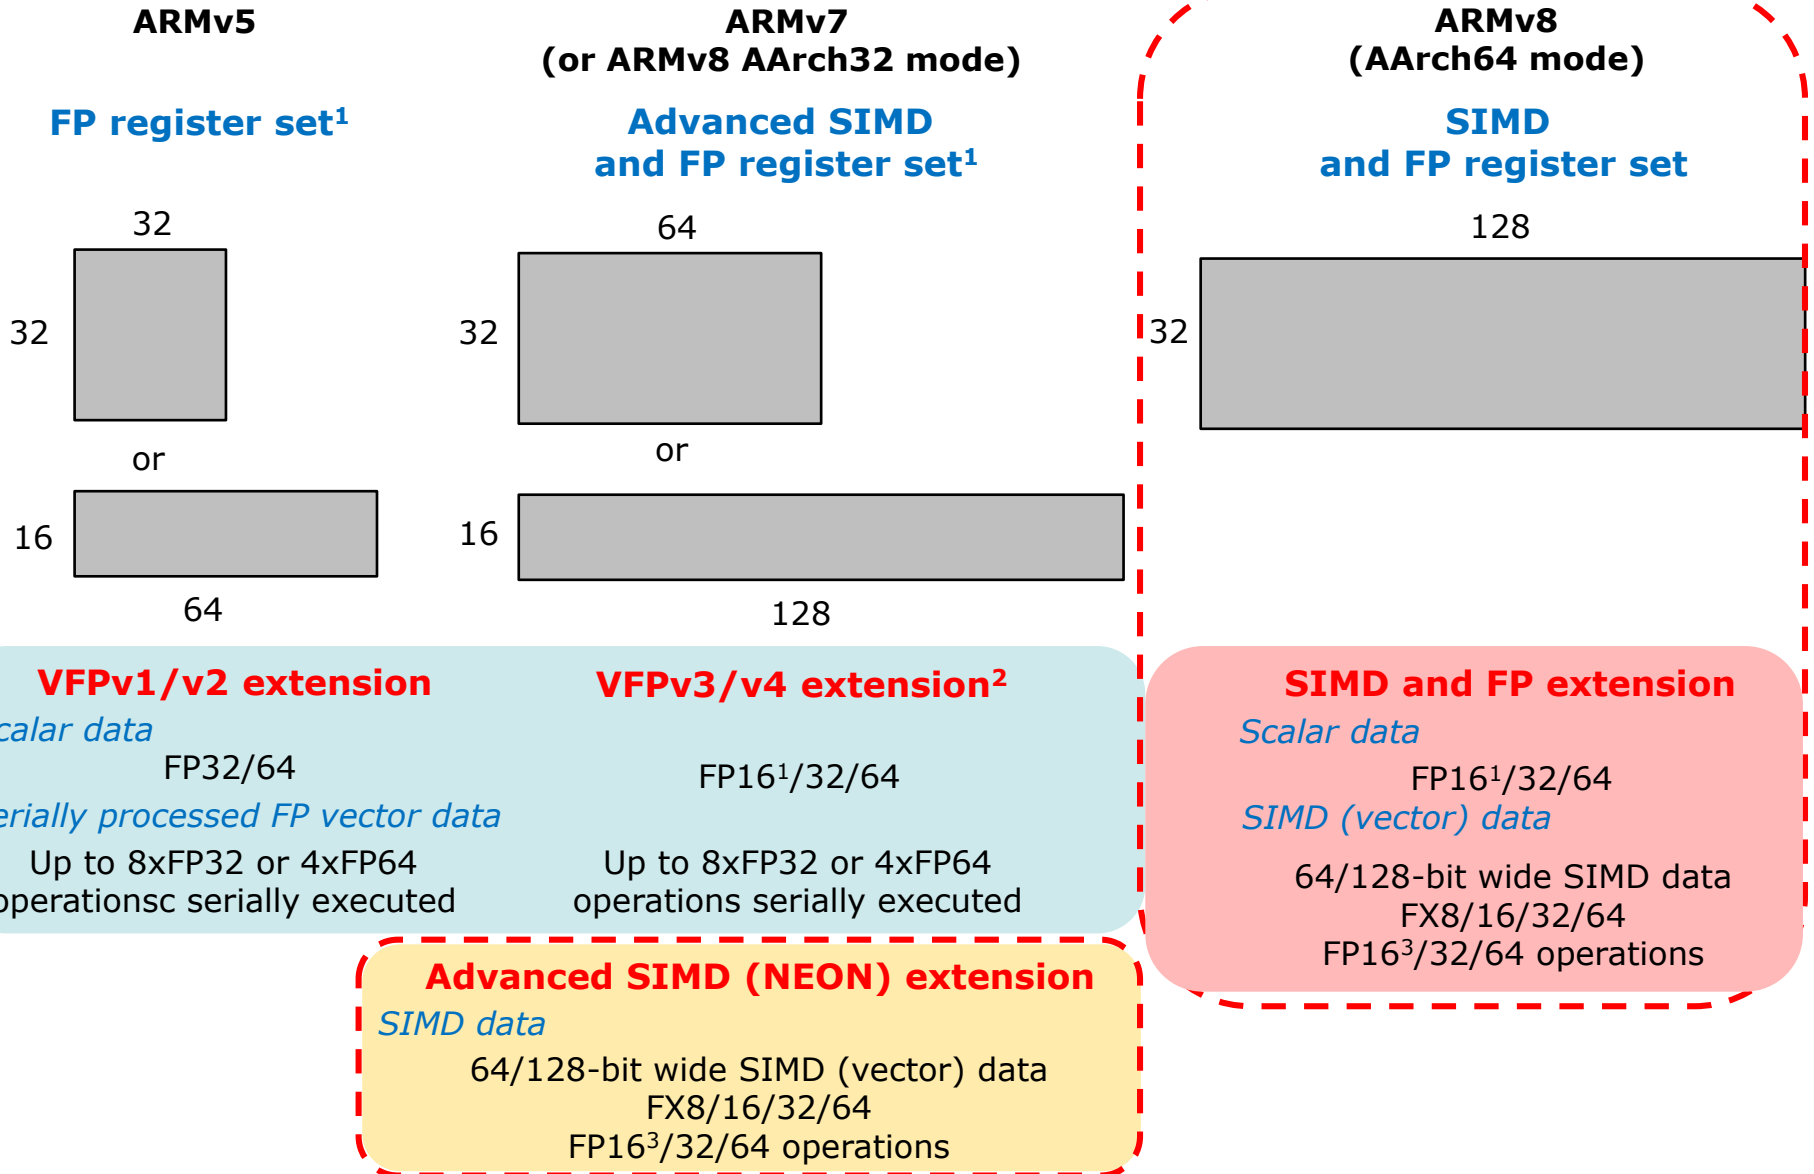 ARMv5
FP register set¹
32
32
or
16
64
ARMv7
(or ARMv8 AArch32 mode)
Advanced SIMD
and FP register set¹
64
32
or
16
128
ARMv8
(AArch64 mode)
SIMD
and FP register set
128
32
VFPv1/v2 extension
calar data
FP32/64
erially processed FP vector data
Up to 8xFP32 or 4xFP64
operationsc serially executed
VFPv3/v4 extension²
FP16¹/32/64
Up to 8xFP32 or 4xFP64
operations serially executed
SIMD and FP extension
Scalar data
FP16¹/32/64
SIMD (vector) data
64/128-bit wide SIMD data
FX8/16/32/64
FP16³/32/64 operations
Advanced SIMD (NEON) extension
SIMD data
64/128-bit wide SIMD (vector) data
FX8/16/32/64
FP16³/32/64 operations